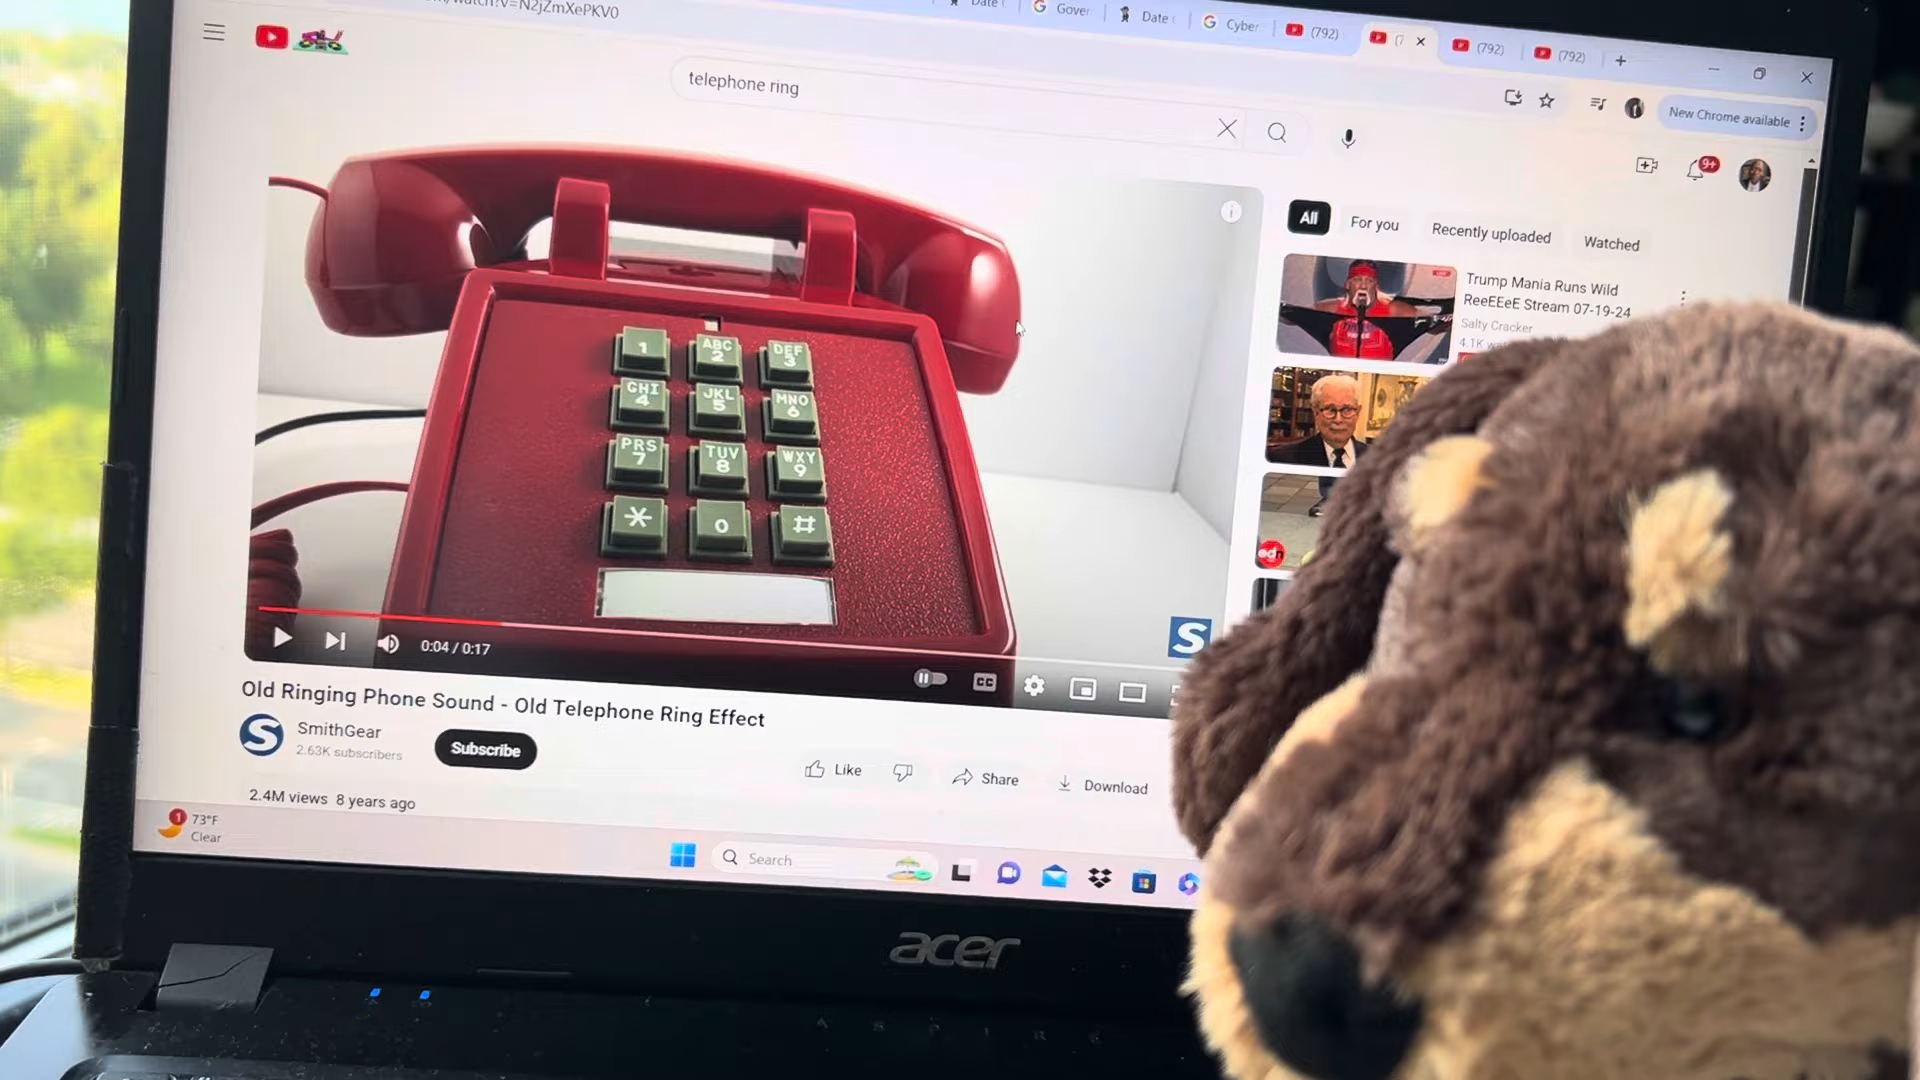 watch?v=N2jZmXePKV0
Date
Gover
Date
Cyber
(792)
(792)
(792)
telephone ring
New Chrome available
9+
All
For you
Recently uploaded
Watched
Trump Mania Runs Wild
ReeEEeE Stream 07-19-24
Salty Cracker
1
ABC
2
DEF
3
GHI
4
JKL
5
MNO
6
PRS
7
TUV
8
WXY
9
*
0
#
S
0:04 / 0:17
CC
Old Ringing Phone Sound - Old Telephone Ring Effect
S
SmithGear
2.63K subscribers
Subscribe
Like
Share
Download
2.4M views 8 years ago
1
73°F
Clear
Search
acer